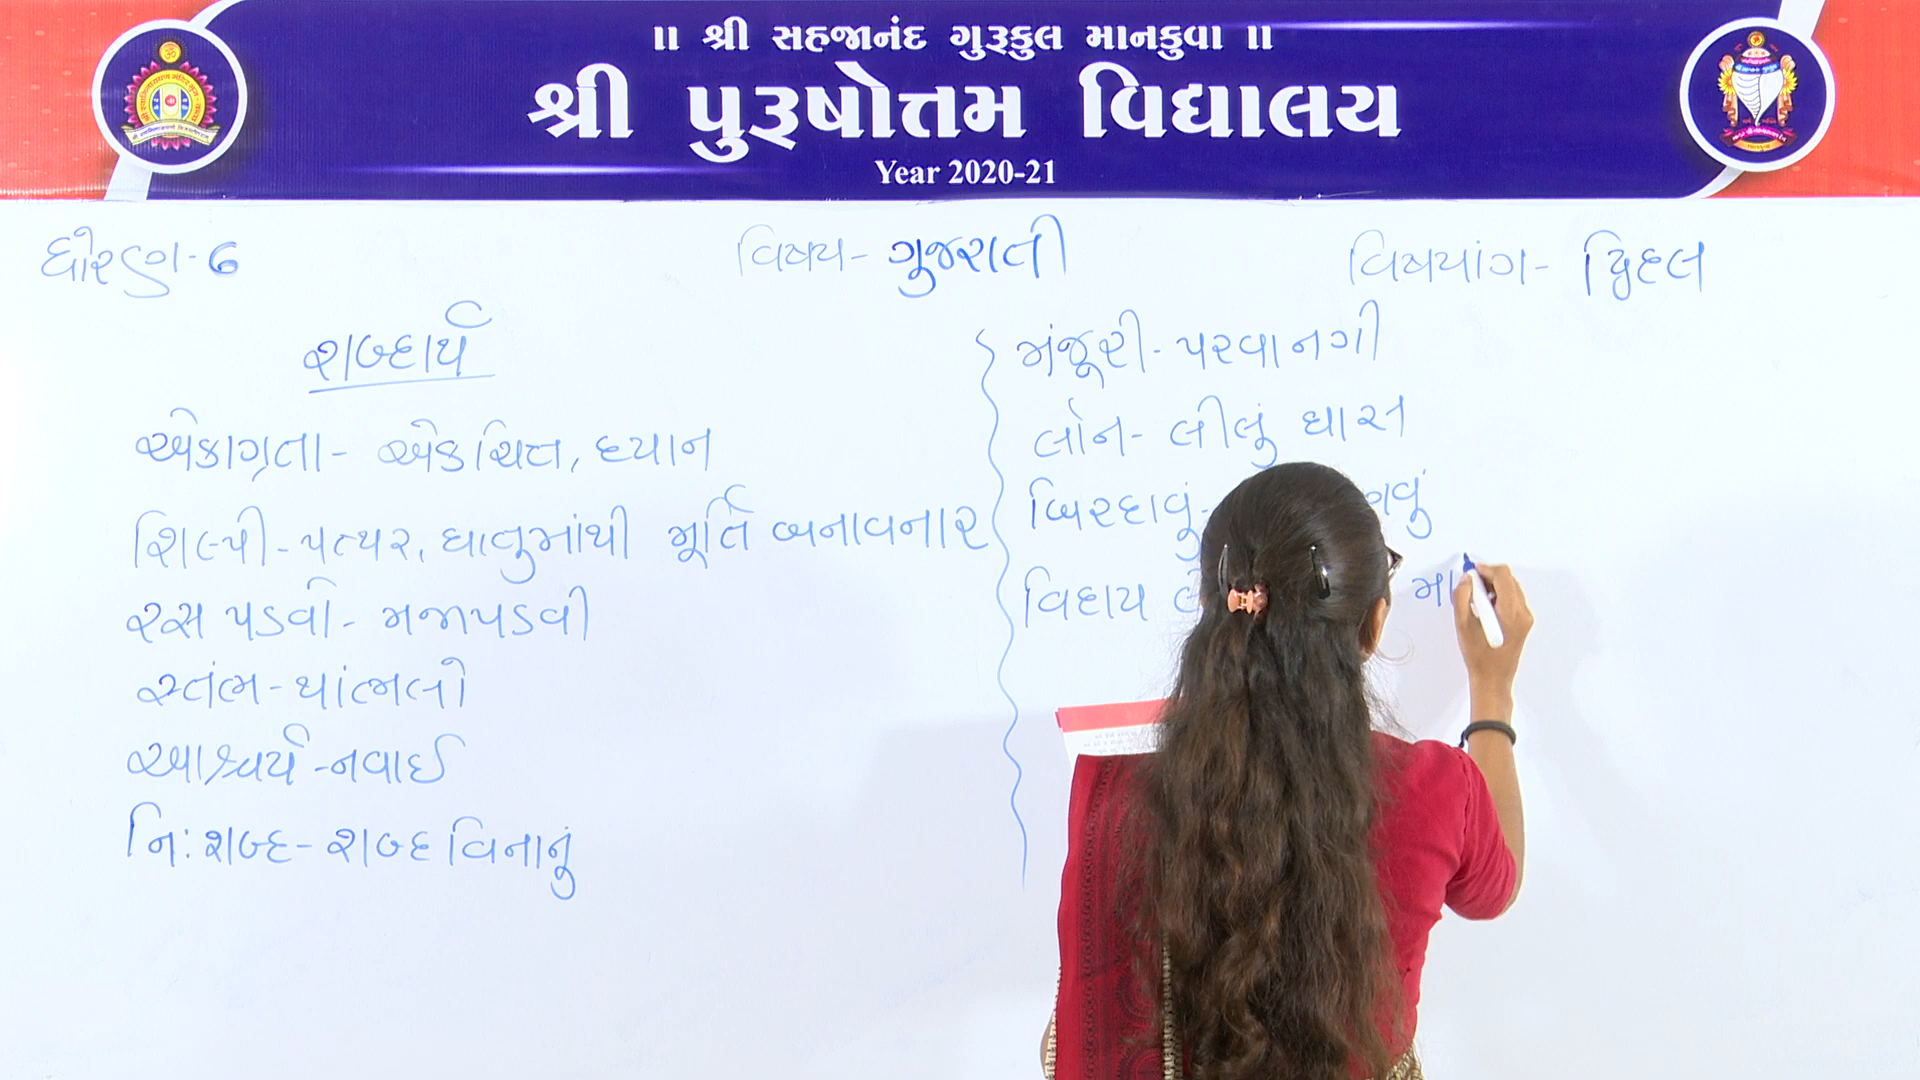 ॥ શ્રી સહજાનંદ ગુરૂકુલ માનકુવા ॥
શ્રી પુરૂષોતમ વિદ્યાલય
Year 2020-21
ધોરણ-6
વિષય- ગુજરાતી
વિષયાંગ- દ્વિદલ
શબ્દાર્થ
એકાગ્રતા- એકચિત્ત, ધ્યાન
શિલ્પી-પત્થર, ધાતુમાંથી મૂર્તિ બનાવનાર
રસ પડવો- મજાપડવી
સ્તંભ-થાંભલો
આશ્ચર્ય-નવાઈ
નિઃશબ્દ-શબ્દ વિનાનું
મંજૂરી-પરવાનગી
લોન- લીલું ઘાસ
બિરદાવું-
વિદાય